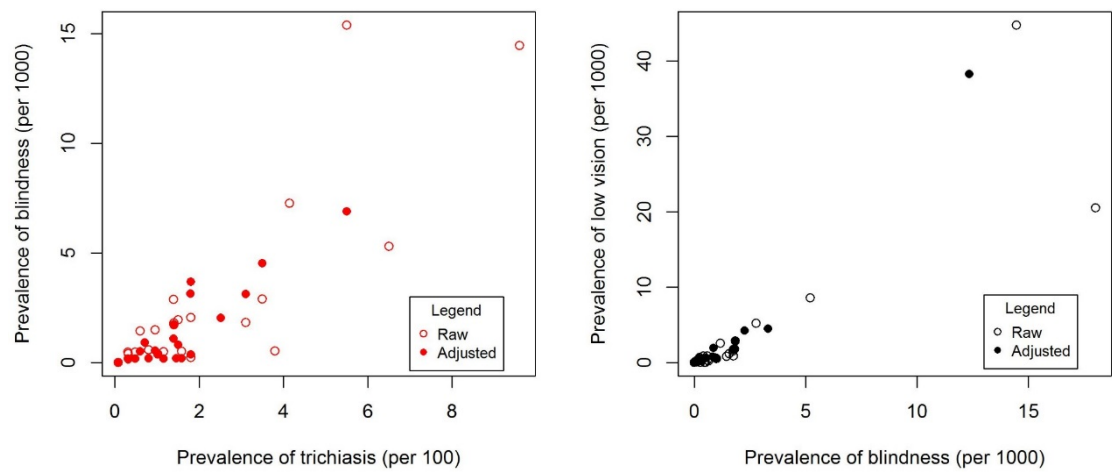 Prevalence of blindness (per 1000)
15
10
5
0
0 2 4 6 8
Prevalence of trichiasis (per 100)
Legend
Raw
Adjusted
Prevalence of low vision (per 1000)
40
30
20
10
0
0 5 10 15
Prevalence of blindness (per 1000)
Legend
Raw
Adjusted